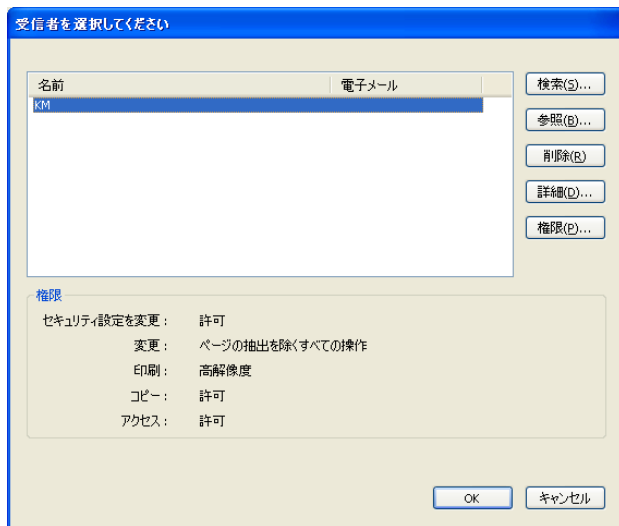 受信者を選択してください
名前 電子メール
KM
検索(S)...
参照(B)...
削除(R)
詳細(D)...
権限(P)...
権限
セキュリティ設定を変更： 許可
変更： ページの抽出を除くすべての操作
印刷： 高解像度
コピー： 許可
アクセス： 許可
OK キャンセル